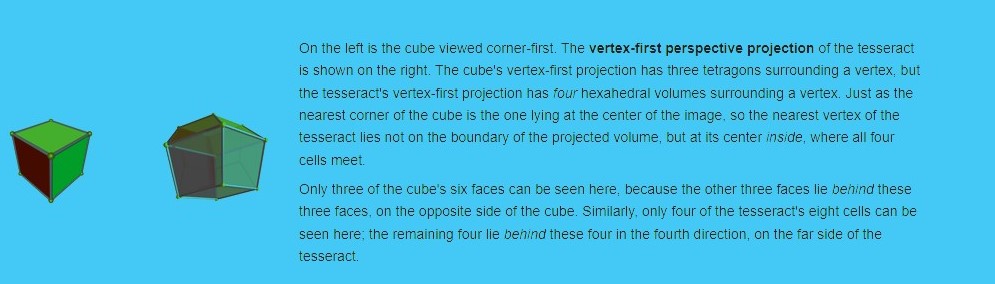 On the left is the cube viewed corner-first. The vertex-first perspective projection of the tesseract
is shown on the right. The cube's vertex-first projection has three tetragons surrounding a vertex, but
the tesseract's vertex-first projection has four hexahedral volumes surrounding a vertex. Just as the
nearest corner of the cube is the one lying at the center of the image, so the nearest vertex of the
tesseract lies not on the boundary of the projected volume, but at its center inside, where all four
cells meet.
Only three of the cube's six faces can be seen here, because the other three faces lie behind these
three faces, on the opposite side of the cube. Similarly, only four of the tesseract's eight cells can be
seen here; the remaining four lie behind these four in the fourth direction, on the far side of the
tesseract.